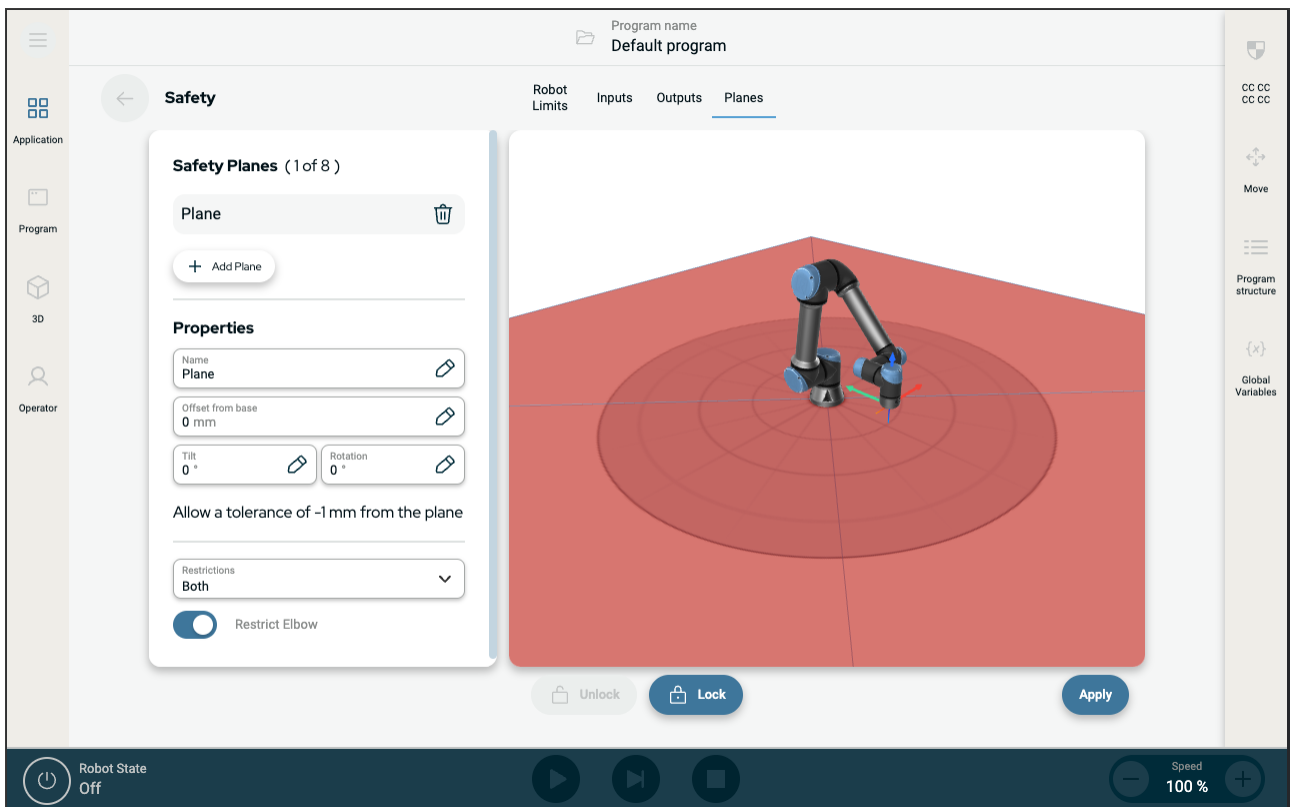 Program name
Default program
Application
Program
3D
Operator
Safety
Robot
Limits
Inputs
Outputs
Planes
Safety Planes ( 1 of 8 )
Plane
Add Plane
Properties
Name
Plane
Offset from base
0 mm
Tilt
0 °
Rotation
0 °
Allow a tolerance of -1 mm from the plane
Restrictions
Both
Restrict Elbow
Unlock
Lock
Apply
CC CC
CC CC
Move
Program
structure
{x}
Global
Variables
Robot State
Off
Speed
100 %